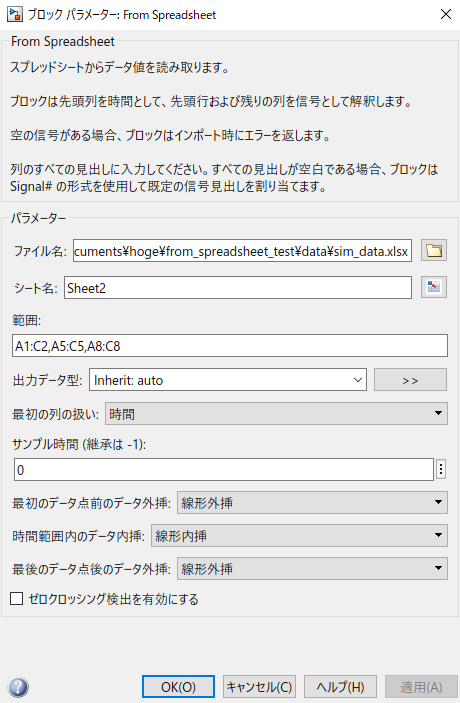 ブロック パラメーター: From Spreadsheet
From Spreadsheet
スプレッドシートからデータ値を読み取ります。
ブロックは先頭列を時間として、先頭行および残りの列を信号として解釈します。
空の信号がある場合、ブロックはインポート時にエラーを返します。
列のすべての見出しに入力してください。すべての見出しが空白である場合、ブロックは
Signal# の形式を使用して既定の信号見出しを割り当てます。
パラメーター
ファイル名: cuments¥hoge¥from_spreadsheet_test¥data¥sim_data.xlsx
シート名: Sheet2
範囲:
A1:C2,A5:C5,A8:C8
出力データ型: Inherit: auto >>
最初の列の扱い: 時間
サンプル時間 (継承は -1):
0
最初のデータ点前のデータ外挿: 線形外挿
時間範囲内のデータ内挿: 線形内挿
最後のデータ点後のデータ外挿: 線形外挿
ゼロクロッシング検出を有効にする
OK(O) キャンセル(C) ヘルプ(H) 適用(A)